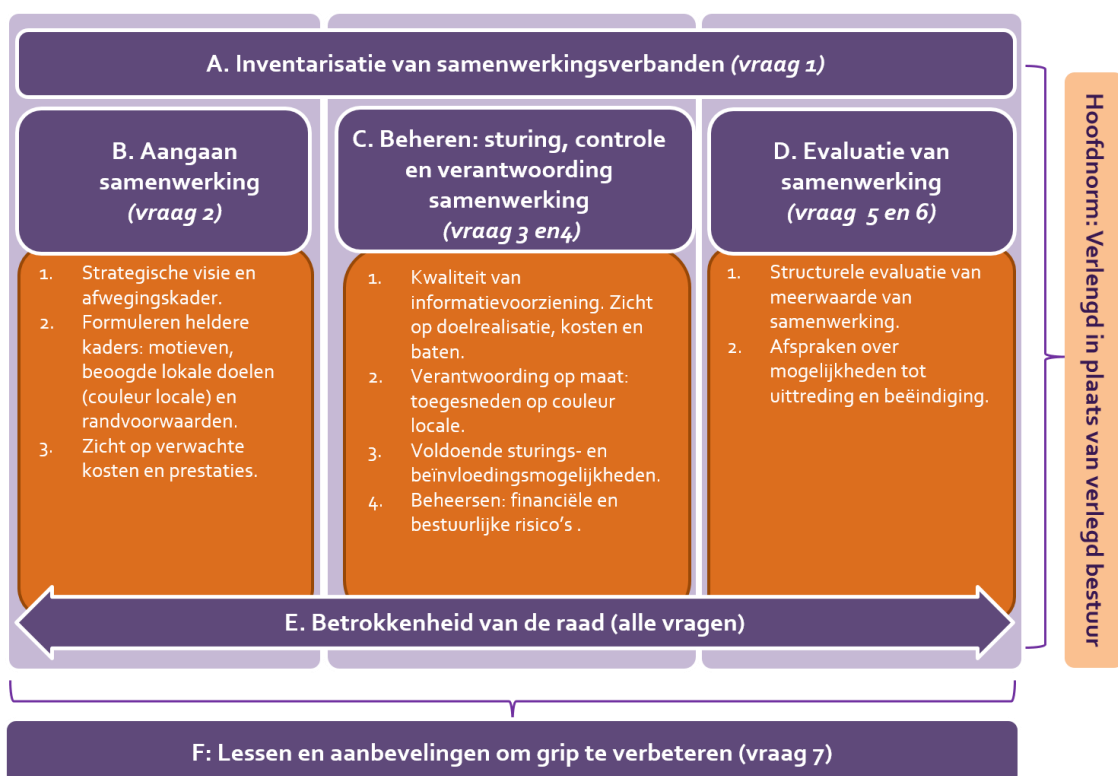 A. Inventarisatie van samenwerkingsverbanden (vraag 1)
B. Aangaan
samenwerking
(vraag 2)
1. Strategische visie en
afwegingskader.
2. Formuleren heldere
kaders: motieven,
beoogde lokale doelen
(couleur locale) en
randvoorwaarden.
3. Zicht op verwachte
kosten en prestaties.
C. Beheren: sturing, controle
en verantwoording
samenwerking
(vraag 3 en4)
1. Kwaliteit van
informatievoorziening. Zicht
op doelrealisatie, kosten en
baten.
2. Verantwoording op maat:
toegesneden op couleur
locale.
3. Voldoende sturings- en
beïnvloedingsmogelijkheden.
4. Beheersen: financiële en
bestuurlijke risico’s .
D. Evaluatie van
samenwerking
(vraag  5 en 6)
1. Structurele evaluatie van
meerwaarde van
samenwerking.
2. Afspraken over
mogelijkheden tot
uittreding en beëindiging.
E. Betrokkenheid van de raad (alle vragen)
Hoofdnorm: Verlengd in plaats van verlegd bestuur
F: Lessen en aanbevelingen om grip te verbeteren (vraag 7)